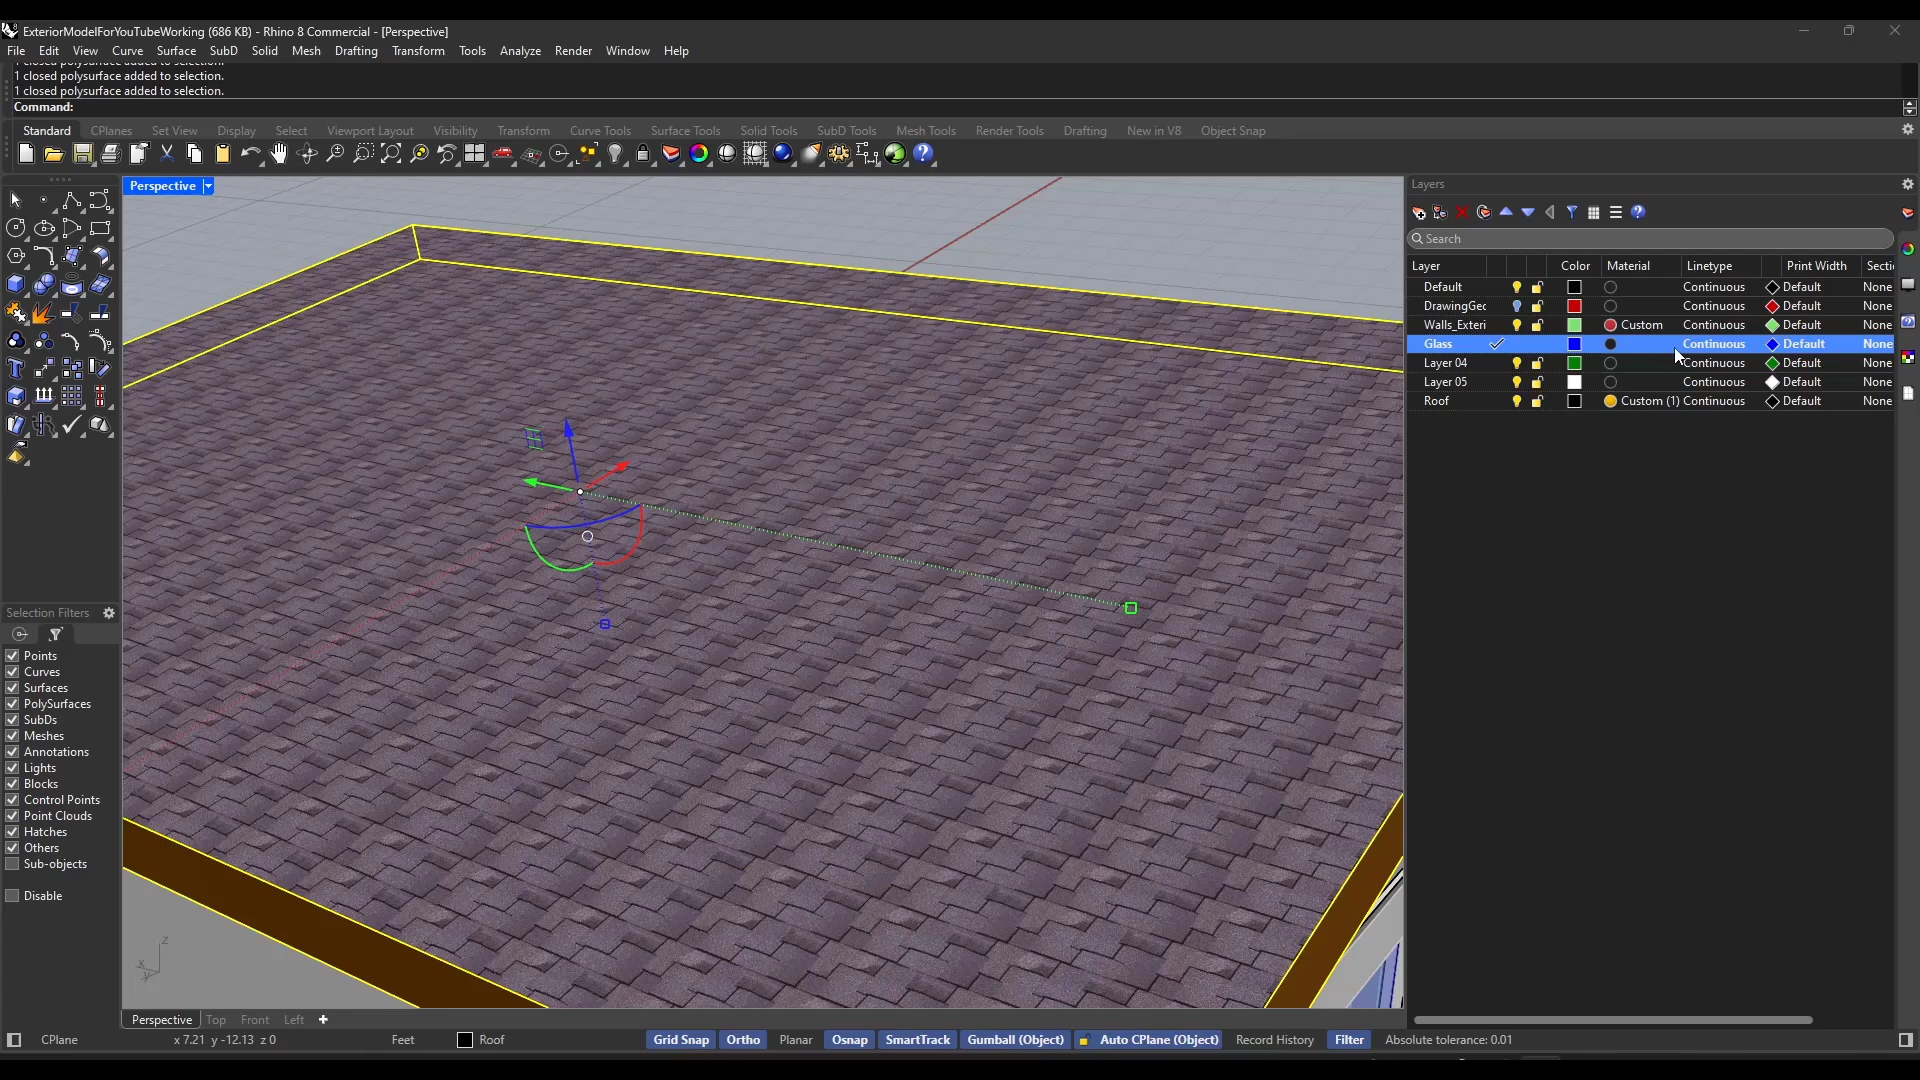 ExteriorModelForYouTubeWorking (686 KB) - Rhino 8 Commercial - [Perspective]
File Edit View Curve Surface SubD Solid Mesh Drafting Transform Tools Analyze Render Window Help
1 closed polysurface added to selection.
1 closed polysurface added to selection.
1 closed polysurface added to selection.
Command:
Standard CPlanes Set View Display Select Viewport Layout Visibility Transform Curve Tools Surface Tools Solid Tools SubD Tools Mesh Tools Render Tools Drafting New in V8 Object Snap
Perspective
Layers
Search
Layer Color Material Linetype Print Width Secti
Default Continuous Default None
DrawingGec Continuous Default None
Walls_Exteri Custom Continuous Default None
Glass Continuous Default None
Layer 04 Continuous Default None
Layer 05 Continuous Default None
Roof Custom (1) Continuous Default None
Selection Filters
Points
Curves
Surfaces
PolySurfaces
SubDs
Meshes
Annotations
Lights
Blocks
Control Points
Point Clouds
Hatches
Others
Sub-objects
Disable
z
x
y
Perspective Top Front Left
CPlane x 7.21 y -12.13 z 0 Feet Roof Grid Snap Ortho Planar Osnap SmartTrack Gumball (Object) Auto CPlane (Object) Record History Filter Absolute tolerance: 0.01